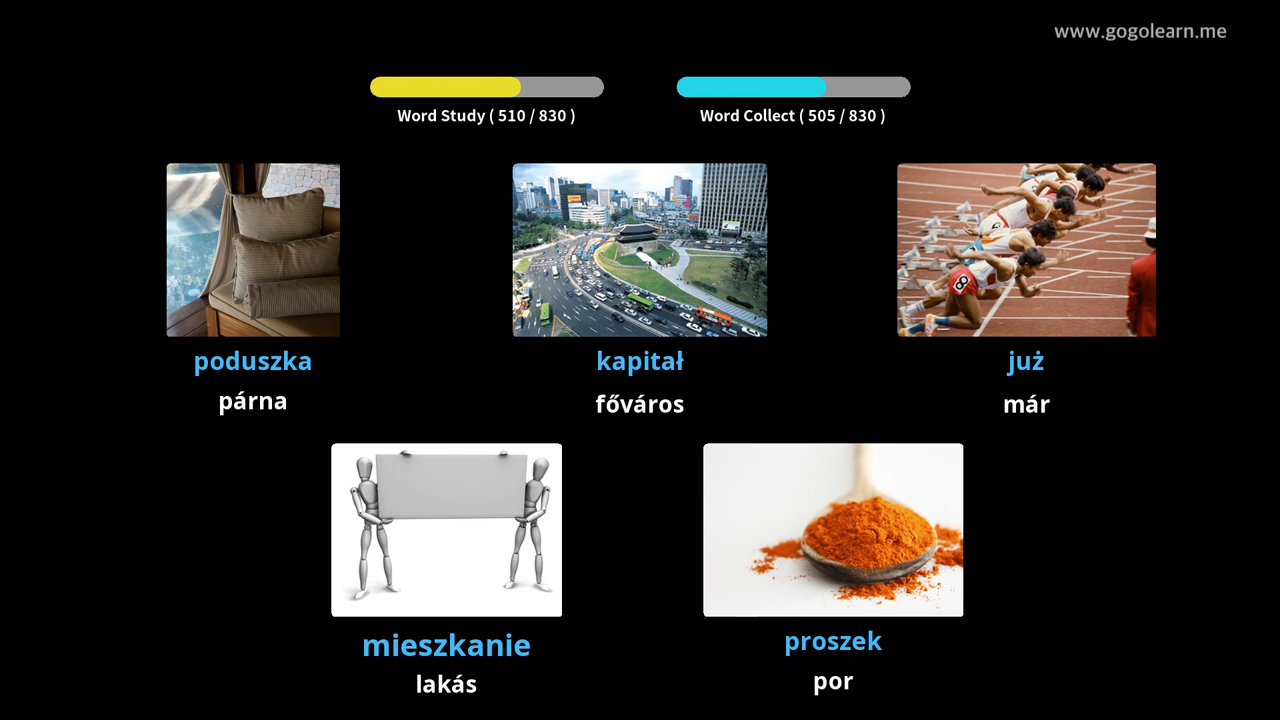 www.gogolearn.me
Word Study ( 510 / 830 )
Word Collect ( 505 / 830 )
poduszka
párna
kapitał
főváros
już
már
mieszkanie
lakás
proszek
por